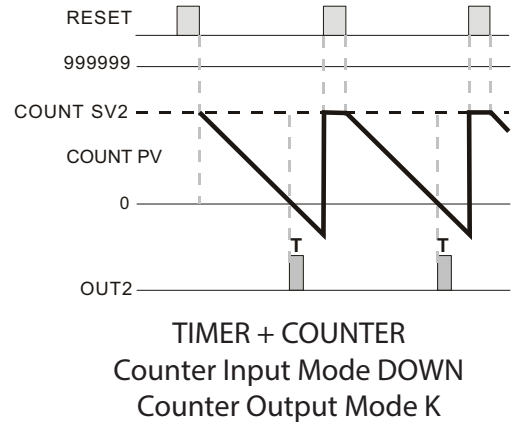 RESET
999999
COUNT SV2
COUNT PV
0
T T
OUT2
TIMER + COUNTER
Counter Input Mode DOWN
Counter Output Mode K